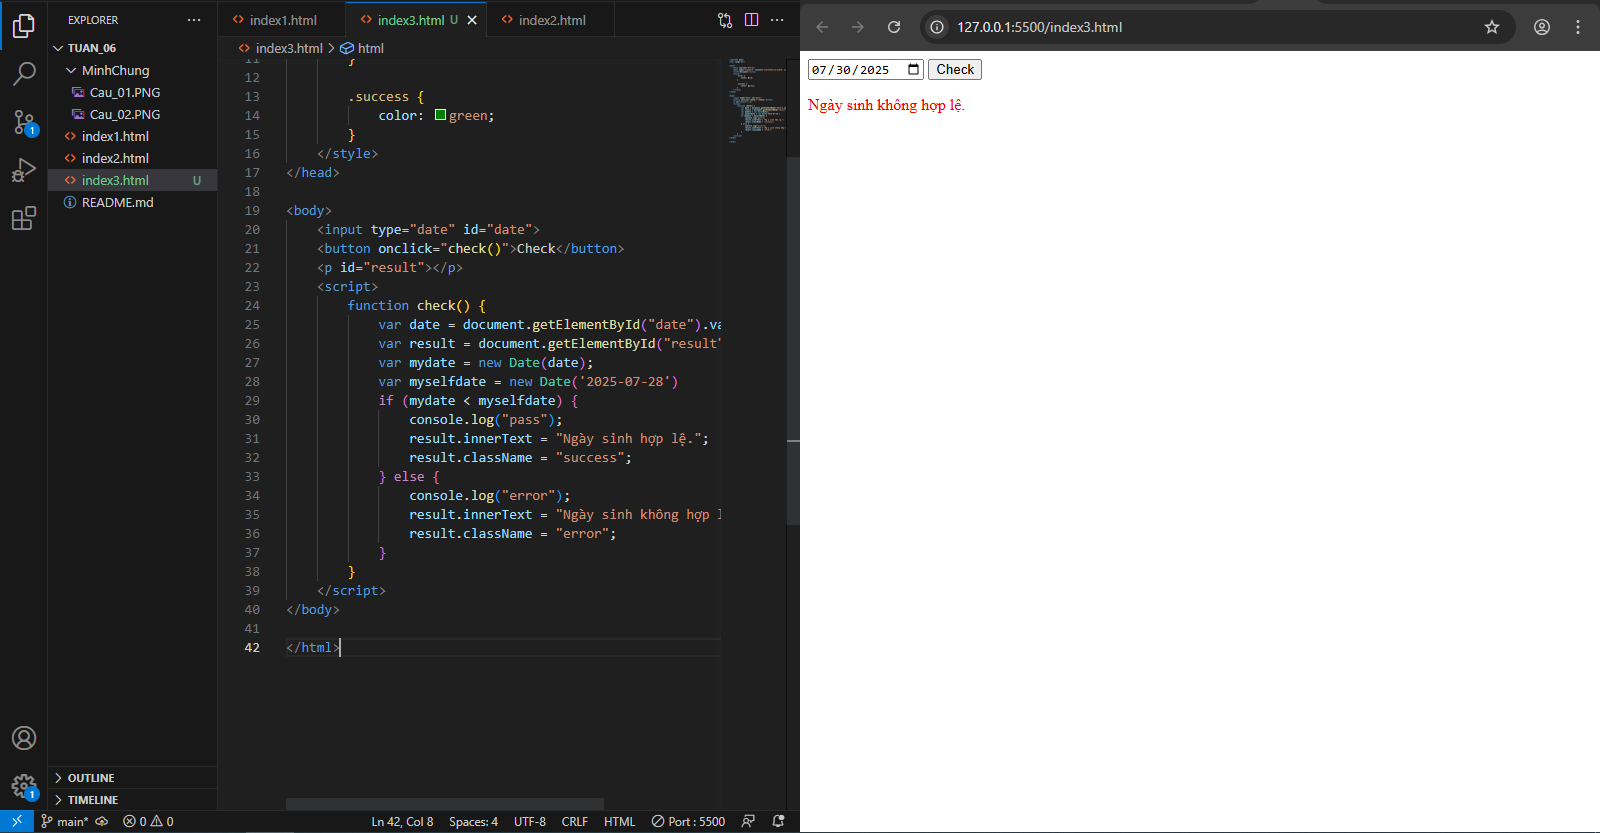 EXPLORER
TUAN_06
MinhChung
Cau_01.PNG
Cau_02.PNG
index1.html
index2.html
index3.html U
README.md
OUTLINE
TIMELINE
index1.html
index3.html U
index2.html
index3.html > html
11 }
12
13 .success {
14 color: green;
15 }
16 </style>
17 </head>
18
19 <body>
20 <input type="date" id="date">
21 <button onclick="check()">Check</button>
22 <p id="result"></p>
23 <script>
24 function check() {
25 var date = document.getElementById("date").va
26 var result = document.getElementById("result"
27 var mydate = new Date(date);
28 var myselfdate = new Date('2025-07-28')
29 if (mydate < myselfdate) {
30 console.log("pass");
31 result.innerText = "Ngày sinh hợp lệ.";
32 result.className = "success";
33 } else {
34 console.log("error");
35 result.innerText = "Ngày sinh không hợp l
36 result.className = "error";
37 }
38 }
39 </script>
40 </body>
41
42 </html>
1
1
main* 0 0
Ln 42, Col 8 Spaces: 4 UTF-8 CRLF HTML Port : 5500
127.0.0.1:5500/index3.html
07/30/2025 Check
Ngày sinh không hợp lệ.